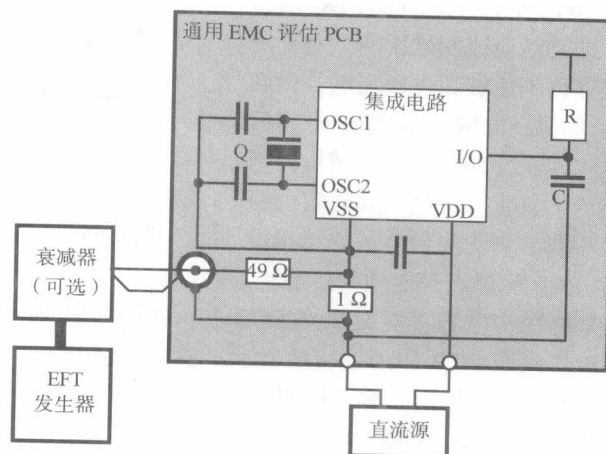 通用 EMC 评估 PCB
集成电路
OSC1
Q
OSC2
I/O
R
C
VSS
VDD
49 Ω
1 Ω
衰减器
(可选)
EFT
发生器
直流源